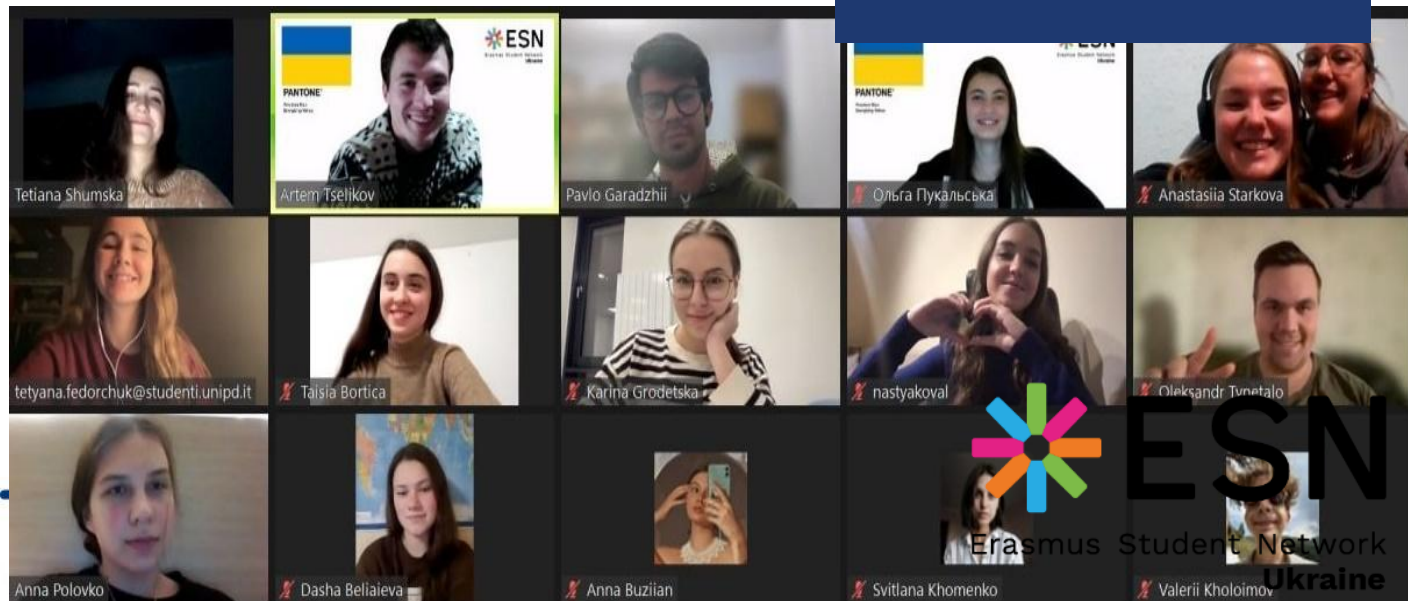 ESN
PANTONE®
Tetiana Shumska
Artem Tselikov
Pavlo Garadzhii
PANTONE®
Ольга Пукальська
Anastasiia Starkova
tetyana.fedorchuk@studenti.unipd.it
Taisia Bortica
Karina Grodetska
nastyakoval
Oleksandr Tynetalo
ESN
Erasmus Student Network
Ukraine
Anna Polovko
Dasha Beliaieva
Anna Buziian
Svitlana Khomenko
Valerii Kholoimov